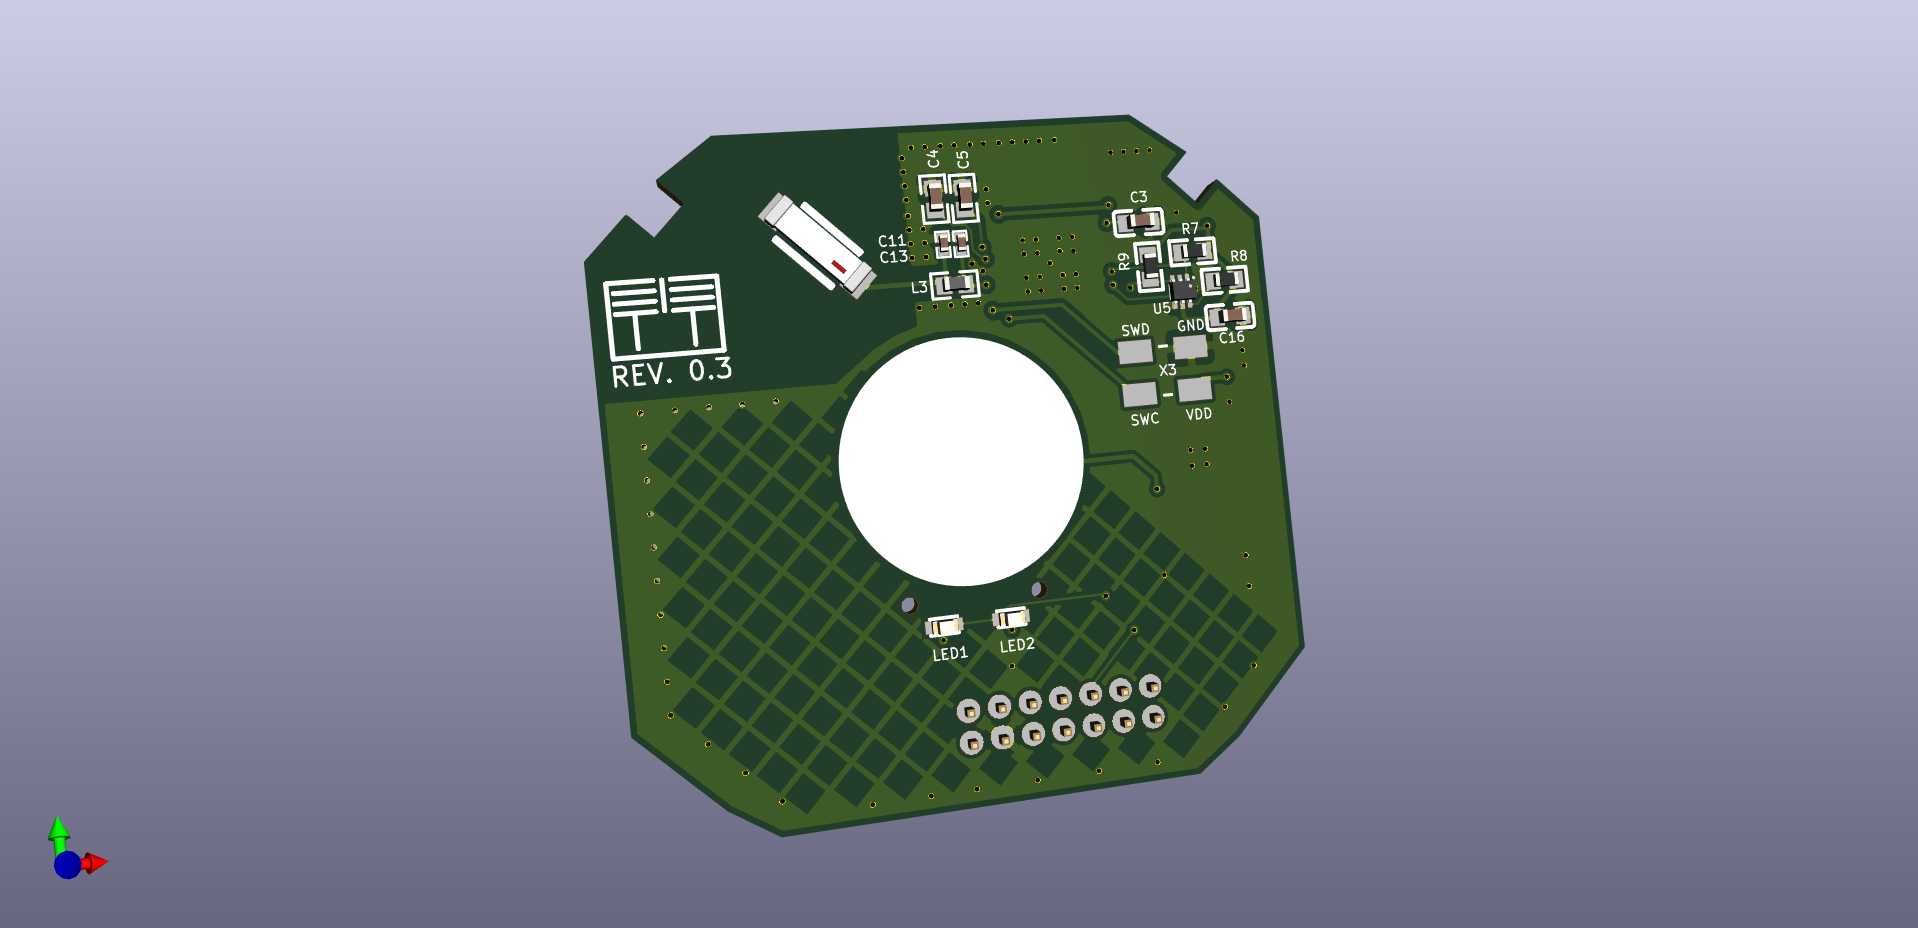 C4
C5
C3
C11
C13
R7
R9
R8
L3
U5
GND
C16
SWD
X3
REV. 0.3
SWC
VDD
LED1
LED2